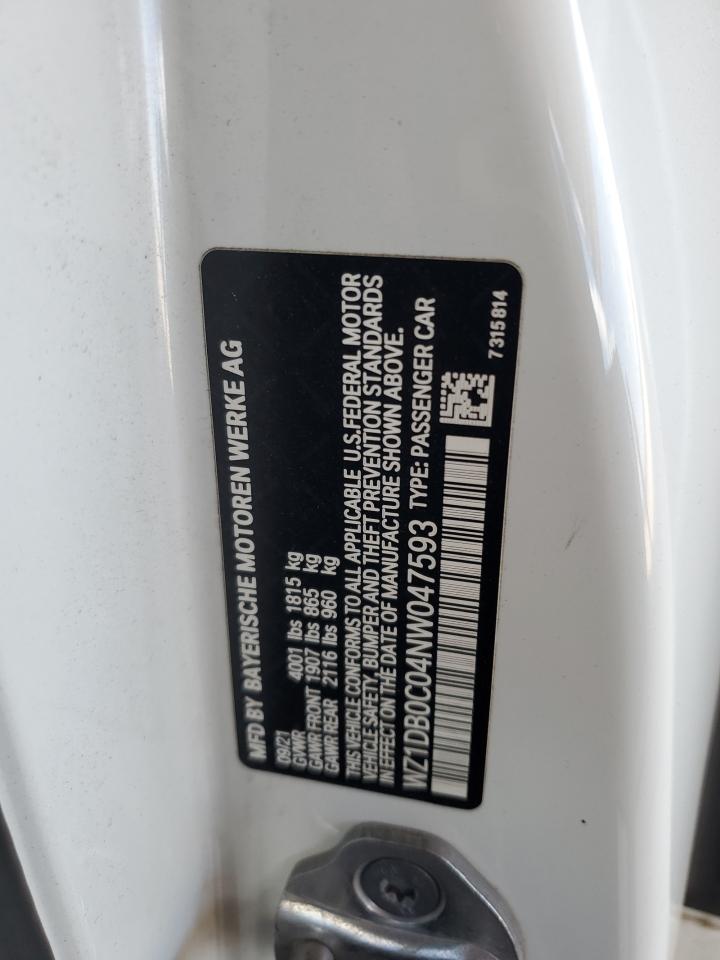 MFD BY BAYERISCHE MOTOREN WERKE AG
09/21
GVWR 4001 lbs 1815 kg
GAWR FRONT 1907 lbs 865 kg
GAWR REAR 2116 lbs 960 kg
THIS VEHICLE CONFORMS TO ALL APPLICABLE U.S.FEDERAL MOTOR
VEHICLE SAFETY, BUMPER AND THEFT PREVENTION STANDARDS
IN EFFECT ON THE DATE OF MANUFACTURE SHOWN ABOVE.
WZ1DB0C04NW047593 TYPE: PASSENGER CAR
7 315 814